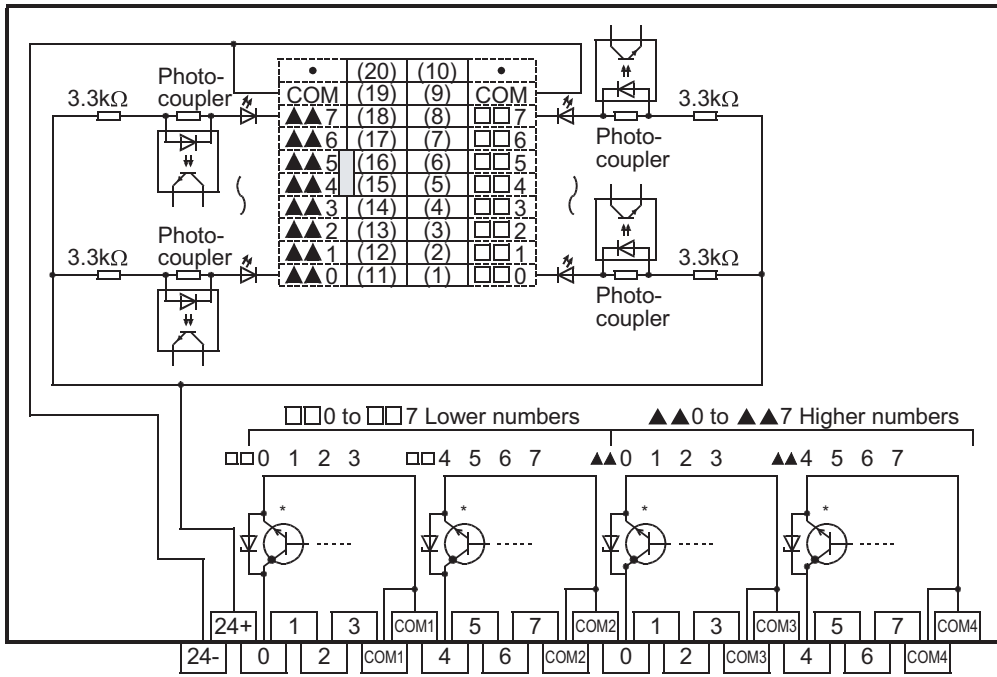 • (20) (10) •
COM (19) (9) COM
▲▲7 (18) (8) □□7
▲▲6 (17) (7) □□6
▲▲5 (16) (6) □□5
▲▲4 (15) (5) □□4
▲▲3 (14) (4) □□3
▲▲2 (13) (3) □□2
▲▲1 (12) (2) □□1
▲▲0 (11) (1) □□0
3.3kΩ
Photo-
coupler
3.3kΩ
Photo-
coupler
3.3kΩ
Photo-
coupler
3.3kΩ
Photo-
coupler
□□0 to □□7 Lower numbers ▲▲0 to ▲▲7 Higher numbers
□□0 1 2 3 □□4 5 6 7 ▲▲0 1 2 3 ▲▲4 5 6 7
* * * *
24+ 1 3 COM1 5 7 COM2 1 3 COM3 5 7 COM4
24- 0 2 COM1 4 6 COM2 0 2 COM3 4 6 COM4